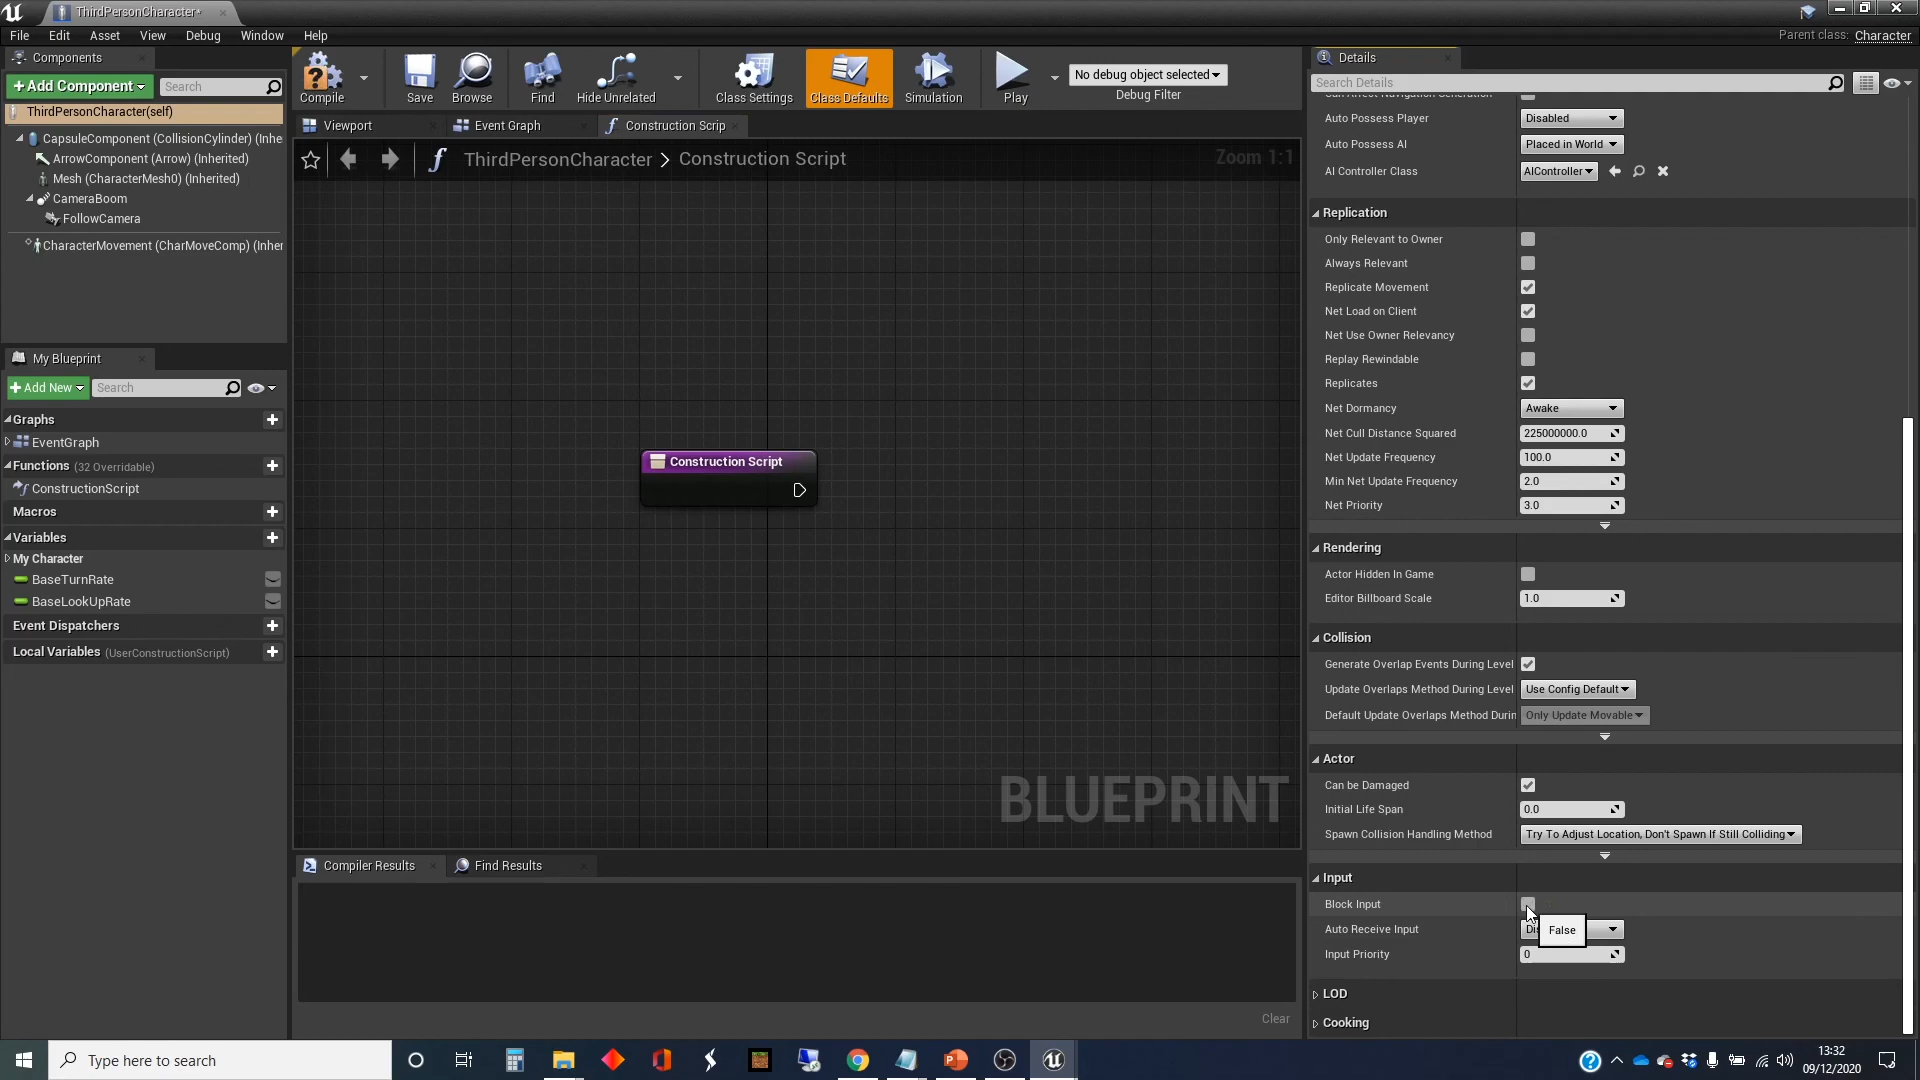 ThirdPersonCharacter*
File Edit Asset View Debug Window Help
Parent class: Character
Components
+Add Component
Search
ThirdPersonCharacter(self)
CapsuleComponent (CollisionCylinder) (Inhe
ArrowComponent (Arrow) (Inherited)
Mesh (CharacterMesh0) (Inherited)
CameraBoom
FollowCamera
CharacterMovement (CharMoveComp) (Inher
My Blueprint
+Add New
Search
Graphs
EventGraph
Functions (32 Overridable)
ConstructionScript
Macros
Variables
My Character
BaseTurnRate
BaseLookUpRate
Event Dispatchers
Local Variables (UserConstructionScript)
Compile Save Browse Find Hide Unrelated Class Settings Class Defaults Simulation Play
No debug object selected
Debug Filter
Viewport Event Graph Construction Scrip
ThirdPersonCharacter > Construction Script
Zoom 1:1
Construction Script
BLUEPRINT
Compiler Results Find Results
Clear
Details
Search Details
Auto Possess Player Disabled
Auto Possess AI Placed in World
AI Controller Class AIController
Replication
Only Relevant to Owner
Always Relevant
Replicate Movement
Net Load on Client
Net Use Owner Relevancy
Replay Rewindable
Replicates
Net Dormancy Awake
Net Cull Distance Squared 225000000.0
Net Update Frequency 100.0
Min Net Update Frequency 2.0
Net Priority 3.0
Rendering
Actor Hidden In Game
Editor Billboard Scale 1.0
Collision
Generate Overlap Events During Level
Update Overlaps Method During Level Use Config Default
Default Update Overlaps Method Durin Only Update Movable
Actor
Can be Damaged
Initial Life Span 0.0
Spawn Collision Handling Method Try To Adjust Location, Don't Spawn If Still Colliding
Input
Block Input
Auto Receive Input
False
Input Priority 0
LOD
Cooking
Type here to search
13:32
09/12/2020